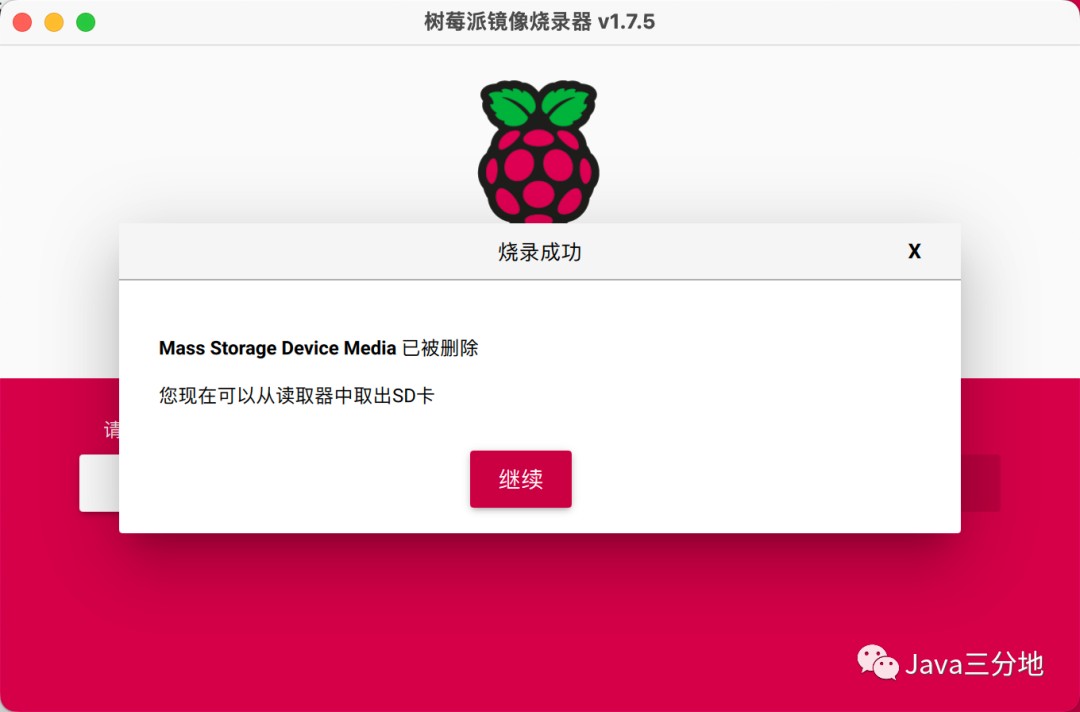 树莓派镜像烧录器 v1.7.5
烧录成功
X
Mass Storage Device Media 已被删除
您现在可以从读取器中取出SD卡
请
继续
Java三分地